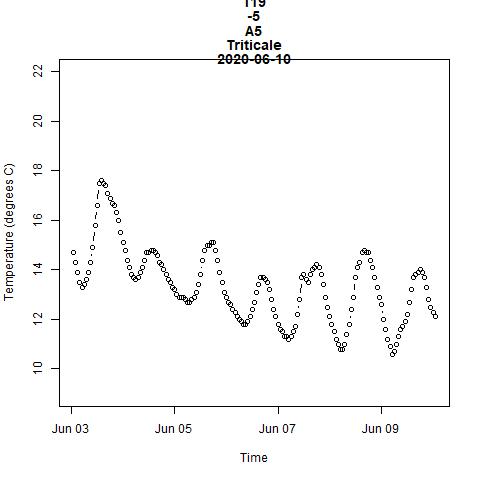 T19
-5
A5
Triticale
2020-06-10
Temperature (degrees C)
22
20
18
16
14
12
10
Jun 03
Jun 05
Jun 07
Jun 09
Time